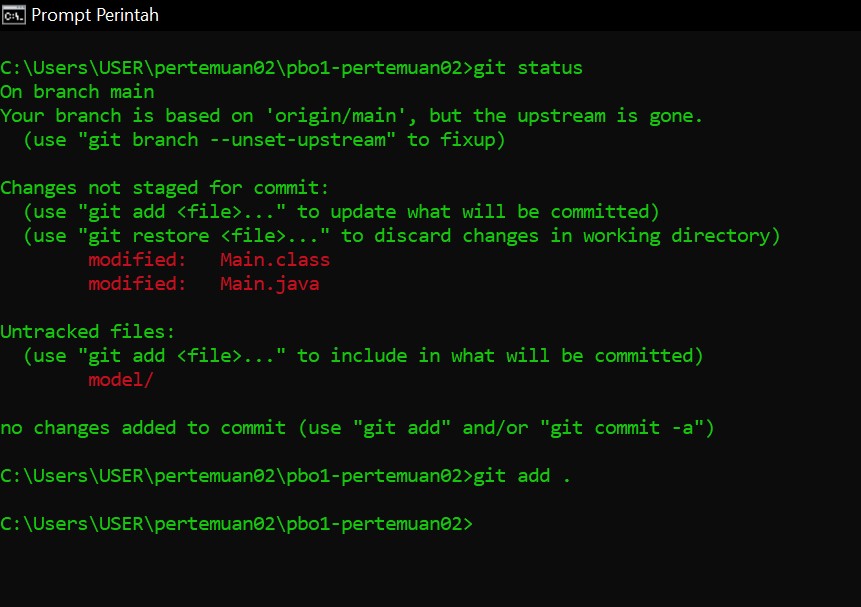 Prompt Perintah
C:\Users\USER\pertemuan02\pbo1-pertemuan02>git status
On branch main
Your branch is based on 'origin/main', but the upstream is gone.
  (use "git branch --unset-upstream" to fixup)

Changes not staged for commit:
  (use "git add <file>..." to update what will be committed)
  (use "git restore <file>..." to discard changes in working directory)
        modified:   Main.class
        modified:   Main.java

Untracked files:
  (use "git add <file>..." to include in what will be committed)
        model/

no changes added to commit (use "git add" and/or "git commit -a")

C:\Users\USER\pertemuan02\pbo1-pertemuan02>git add .

C:\Users\USER\pertemuan02\pbo1-pertemuan02>